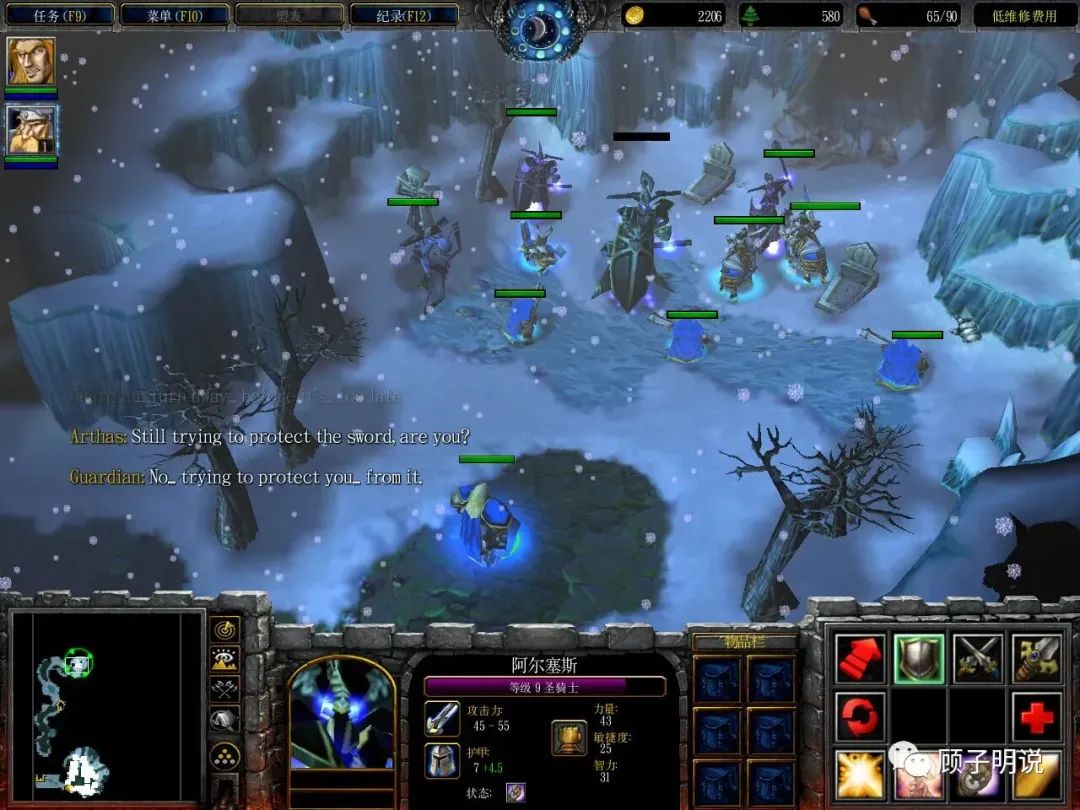 任务(F9)
菜单(F10)
盟友
纪录(F12)
2206
580
65/90
低维修费用
too late
Arthas: Still trying to protect the sword, are you?
Guardian: No... trying to protect you... from it.
阿尔塞斯
等级 9 圣骑士
攻击力:
45 - 55
护甲:
7 +4.5
状态:
力量:
43
敏捷度:
25
智力:
31
物品栏
顾子明说